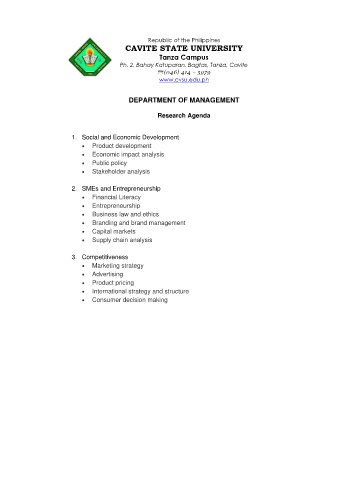 Republic of the Philippines
CAVITE STATE UNIVERSITY
Tanza Campus
Ph. 2, Bahay Katuparan, Bagtas, Tanza, Cavite
☎(046) 414 – 3979
www.cvsu.edu.ph
DEPARTMENT OF MANAGEMENT
Research Agenda
1. Social and Economic Development
• Product development
• Economic impact analysis
• Public policy
• Stakeholder analysis
2. SMEs and Entrepreneurship
• Financial Literacy
• Entrepreneurship
• Business law and ethics
• Branding and brand management
• Capital markets
• Supply chain analysis
3. Competitiveness
• Marketing strategy
• Advertising
• Product pricing
• International strategy and structure
• Consumer decision making